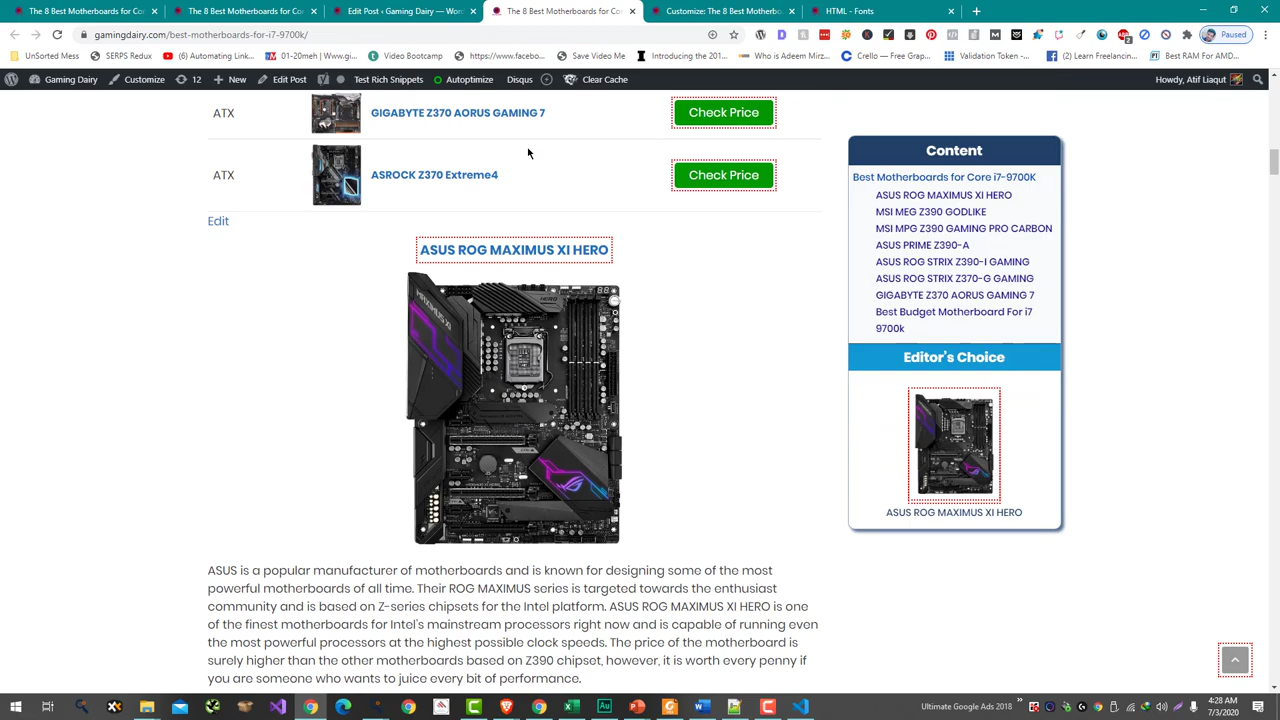 The 8 Best Motherboards for Co
The 8 Best Motherboards for Co
Edit Post ‹ Gaming Dairy — Word
The 8 Best Motherboards for Co
Customize: The 8 Best Motherbo
HTML - Fonts
gamingdairy.com/best-motherboards-for-i7-9700k/
Paused
UnSorted Mess
SERPS Redux
(6) Automating Link...
01-20meh | Www.gi...
Video Bootcamp
https://www.facebo...
Save Video Me
Introducing the 201...
Who is Adeem Mirz...
Crello — Free Grap...
Validation Token -...
(2) Learn Freelancin...
Best RAM For AMD...
Gaming Dairy
Customize
12
New
Edit Post
Test Rich Snippets
Autoptimize
Disqus
Clear Cache
Howdy, Atif Liaqut
ATX
GIGABYTE Z370 AORUS GAMING 7
Check Price
ATX
ASROCK Z370 Extreme4
Check Price
Edit
ASUS ROG MAXIMUS XI HERO
ASUS is a popular manufacturer of motherboards and is known for designing some of the most
powerful motherboards of all time. Their ROG MAXIMUS series is targeted towards the enthusiast
community and is based on Z-series chipsets for the Intel platform. ASUS ROG MAXIMUS XI HERO is one
of the finest motherboards for Intel's mainstream processors right now and is capable of running even
the most powerful processors at the highest possible clock speeds. The price of the motherboard is
surely higher than the other motherboards based on Z390 chipset, however, it is worth every penny if
you are someone who wants to juice every bit of performance.
Content
Best Motherboards for Core i7-9700K
ASUS ROG MAXIMUS XI HERO
MSI MEG Z390 GODLIKE
MSI MPG Z390 GAMING PRO CARBON
ASUS PRIME Z390-A
ASUS ROG STRIX Z390-I GAMING
ASUS ROG STRIX Z370-G GAMING
GIGABYTE Z370 AORUS GAMING 7
Best Budget Motherboard For i7
9700k
Editor's Choice
ASUS ROG MAXIMUS XI HERO
Ultimate Google Ads 2018
4:28 AM
7/3/2020